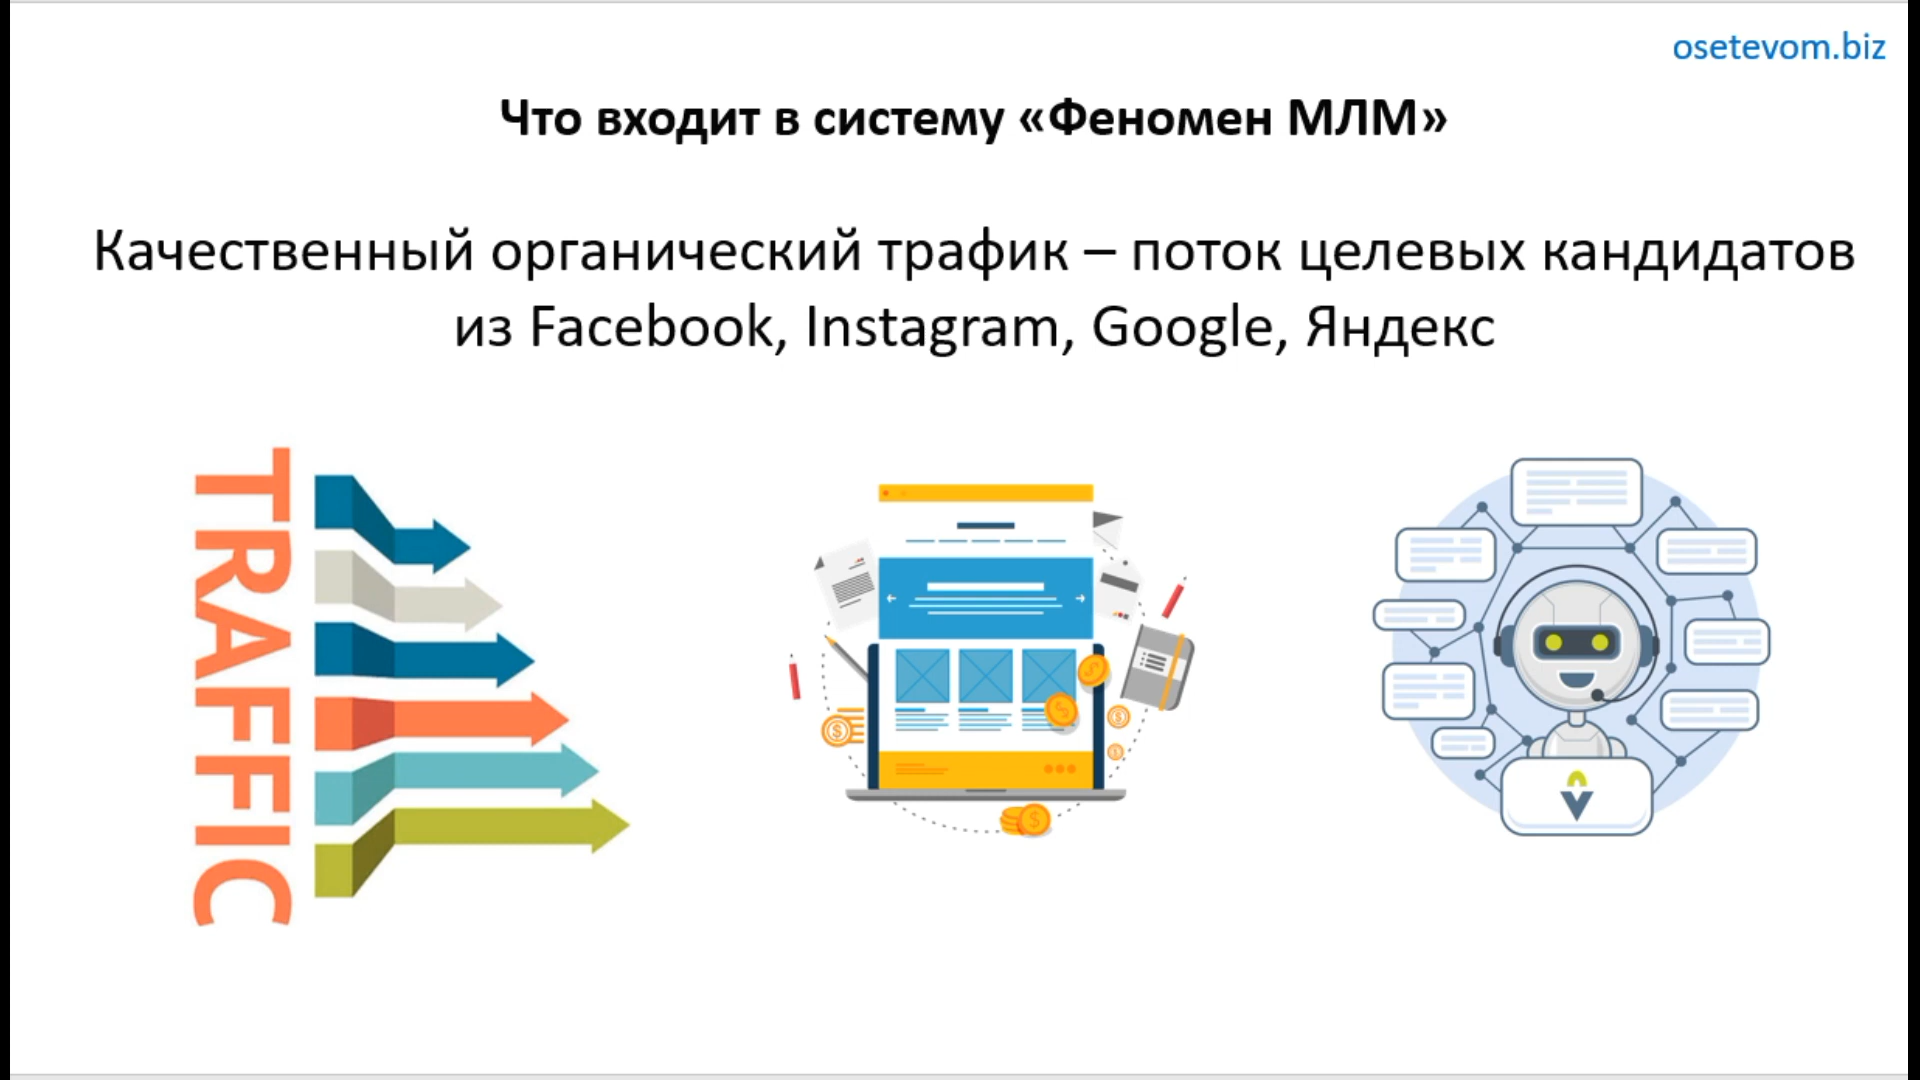 osetevom.biz
Что входит в систему «Феномен МЛМ»
Качественный органический трафик – поток целевых кандидатов
из Facebook, Instagram, Google, Яндекс
TRAFFIC